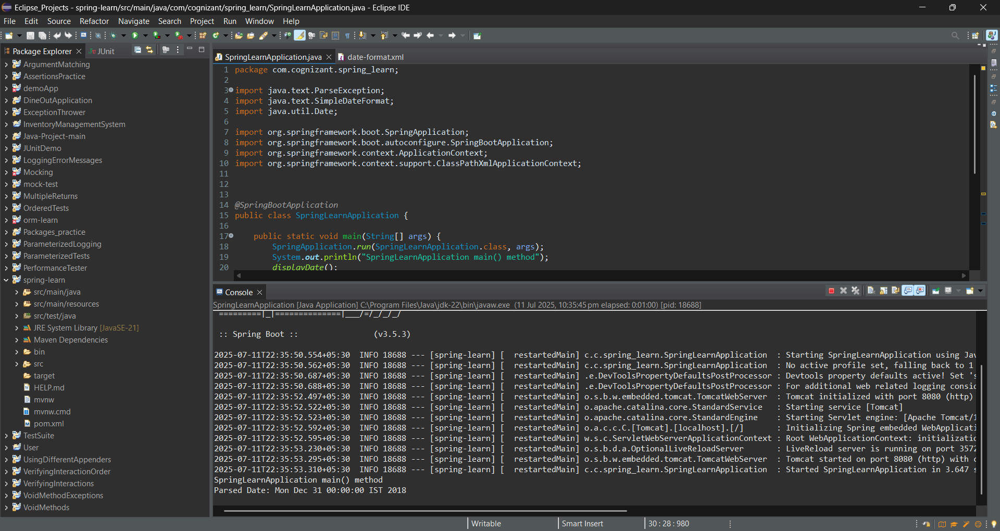 Eclipse_Projects - spring-learn/src/main/java/com/cognizant/spring_learn/SpringLearnApplication.java - Eclipse IDE
File Edit Source Refactor Navigate Search Project Run Window Help
Package Explorer
JUnit
ArgumentMatching
AssertionsPractice
demoApp
DineOutApplication
ExceptionThrower
InventoryManagementSystem
Java-Project-main
JUnitDemo
LoggingErrorMessages
Mocking
mock-test
MultipleReturns
OrderedTests
orm-learn
Packages_practice
ParameterizedLogging
ParameterizedTests
PerformanceTester
spring-learn
src/main/java
src/main/resources
src/test/java
JRE System Library [JavaSE-21]
Maven Dependencies
bin
src
target
HELP.md
mvnw
mvnw.cmd
pom.xml
TestSuite
User
UsingDifferentAppenders
VerifyingInteractionOrder
VerifyingInteractions
VoidMethodExceptions
VoidMethods
SpringLearnApplication.java
date-format.xml
1 package com.cognizant.spring_learn;
2
3 import java.text.ParseException;
4 import java.text.SimpleDateFormat;
5 import java.util.Date;
6
7 import org.springframework.boot.SpringApplication;
8 import org.springframework.boot.autoconfigure.SpringBootApplication;
9 import org.springframework.context.ApplicationContext;
10 import org.springframework.context.support.ClassPathXmlApplicationContext;
11
12
13
14 @SpringBootApplication
15 public class SpringLearnApplication {
16
17 public static void main(String[] args) {
18 SpringApplication.run(SpringLearnApplication.class, args);
19 System.out.println("SpringLearnApplication main() method");
20 displayDate();
Console
SpringLearnApplication [Java Application] C:\Program Files\Java\jdk-22\bin\javaw.exe (11 Jul 2025, 10:35:45 pm elapsed: 0:01:00) [pid: 18688]
=========|_|==============|___/=/_/_/_/
:: Spring Boot :: (v3.5.3)
2025-07-11T22:35:50.554+05:30 INFO 18688 --- [spring-learn] [ restartedMain] c.c.spring_learn.SpringLearnApplication : Starting SpringLearnApplication using Jav
2025-07-11T22:35:50.562+05:30 INFO 18688 --- [spring-learn] [ restartedMain] c.c.spring_learn.SpringLearnApplication : No active profile set, falling back to 1
2025-07-11T22:35:50.687+05:30 INFO 18688 --- [spring-learn] [ restartedMain] .e.DevToolsPropertyDefaultsPostProcessor : Devtools property defaults active! Set 's
2025-07-11T22:35:50.688+05:30 INFO 18688 --- [spring-learn] [ restartedMain] .e.DevToolsPropertyDefaultsPostProcessor : For additional web related logging consid
2025-07-11T22:35:52.497+05:30 INFO 18688 --- [spring-learn] [ restartedMain] o.s.b.w.embedded.tomcat.TomcatWebServer : Tomcat initialized with port 8080 (http)
2025-07-11T22:35:52.522+05:30 INFO 18688 --- [spring-learn] [ restartedMain] o.apache.catalina.core.StandardService : Starting service [Tomcat]
2025-07-11T22:35:52.523+05:30 INFO 18688 --- [spring-learn] [ restartedMain] o.apache.catalina.core.StandardEngine : Starting Servlet engine: [Apache Tomcat/1
2025-07-11T22:35:52.592+05:30 INFO 18688 --- [spring-learn] [ restartedMain] o.a.c.c.C.[Tomcat].[localhost].[/] : Initializing Spring embedded WebApplicati
2025-07-11T22:35:52.595+05:30 INFO 18688 --- [spring-learn] [ restartedMain] w.s.c.ServletWebServerApplicationContext : Root WebApplicationContext: initializatic
2025-07-11T22:35:53.230+05:30 INFO 18688 --- [spring-learn] [ restartedMain] o.s.b.d.a.OptionalLiveReloadServer : LiveReload server is running on port 3572
2025-07-11T22:35:53.295+05:30 INFO 18688 --- [spring-learn] [ restartedMain] o.s.b.w.embedded.tomcat.TomcatWebServer : Tomcat started on port 8080 (http) with c
2025-07-11T22:35:53.310+05:30 INFO 18688 --- [spring-learn] [ restartedMain] c.c.spring_learn.SpringLearnApplication : Started SpringLearnApplication in 3.647 s
SpringLearnApplication main() method
Parsed Date: Mon Dec 31 00:00:00 IST 2018
Writable
Smart Insert
30 : 28 : 980